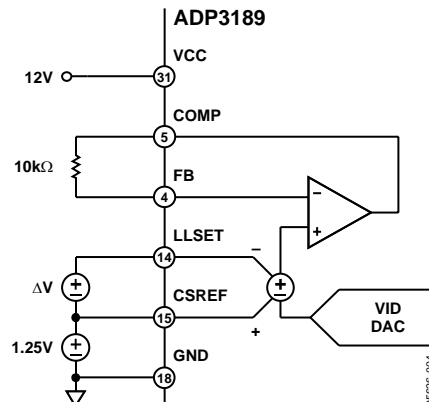 ADP3189
VCC
12V
31
COMP
5
10kΩ
FB
4
LLSET
14
ΔV
CSREF
15
1.25V
GND
18
VID
DAC